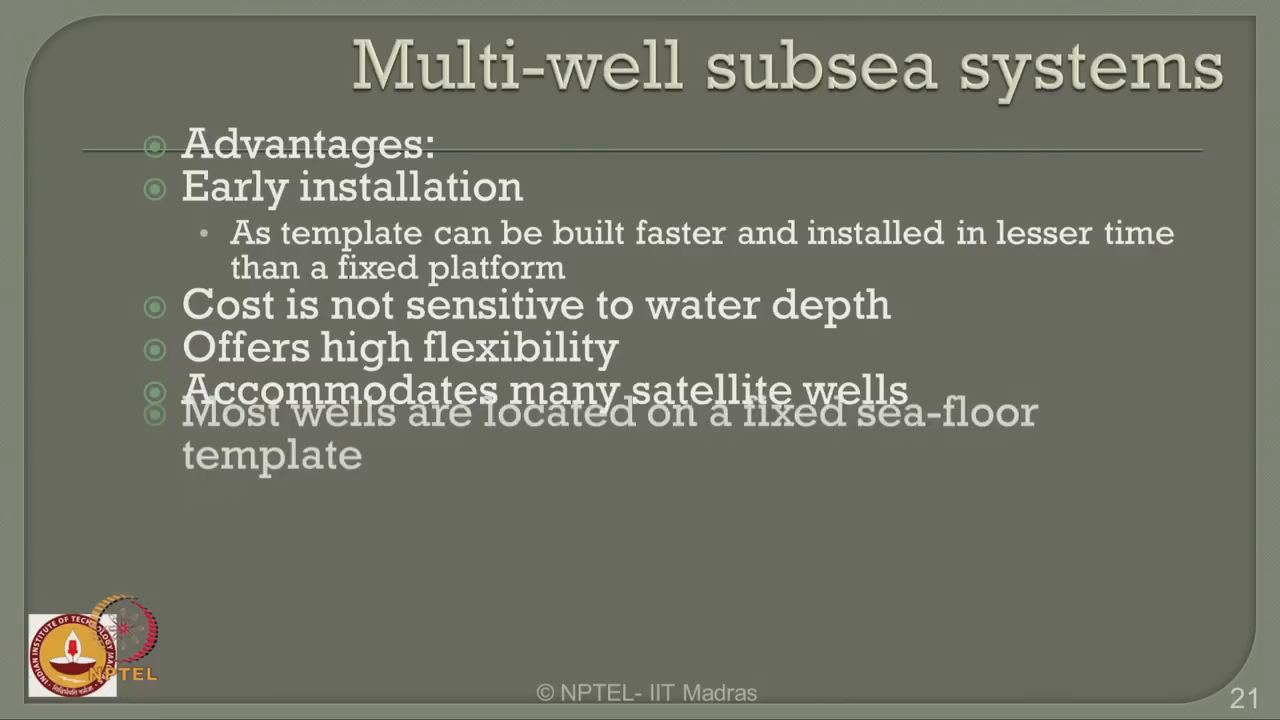 Multi-well subsea systems
Advantages:
Early installation
As template can be built faster and installed in lesser time
than a fixed platform
Cost is not sensitive to water depth
Offers high flexibility
Accommodates many satellite wells
Most wells are located on a fixed sea-floor
template
NPTEL
© NPTEL- IIT Madras
21